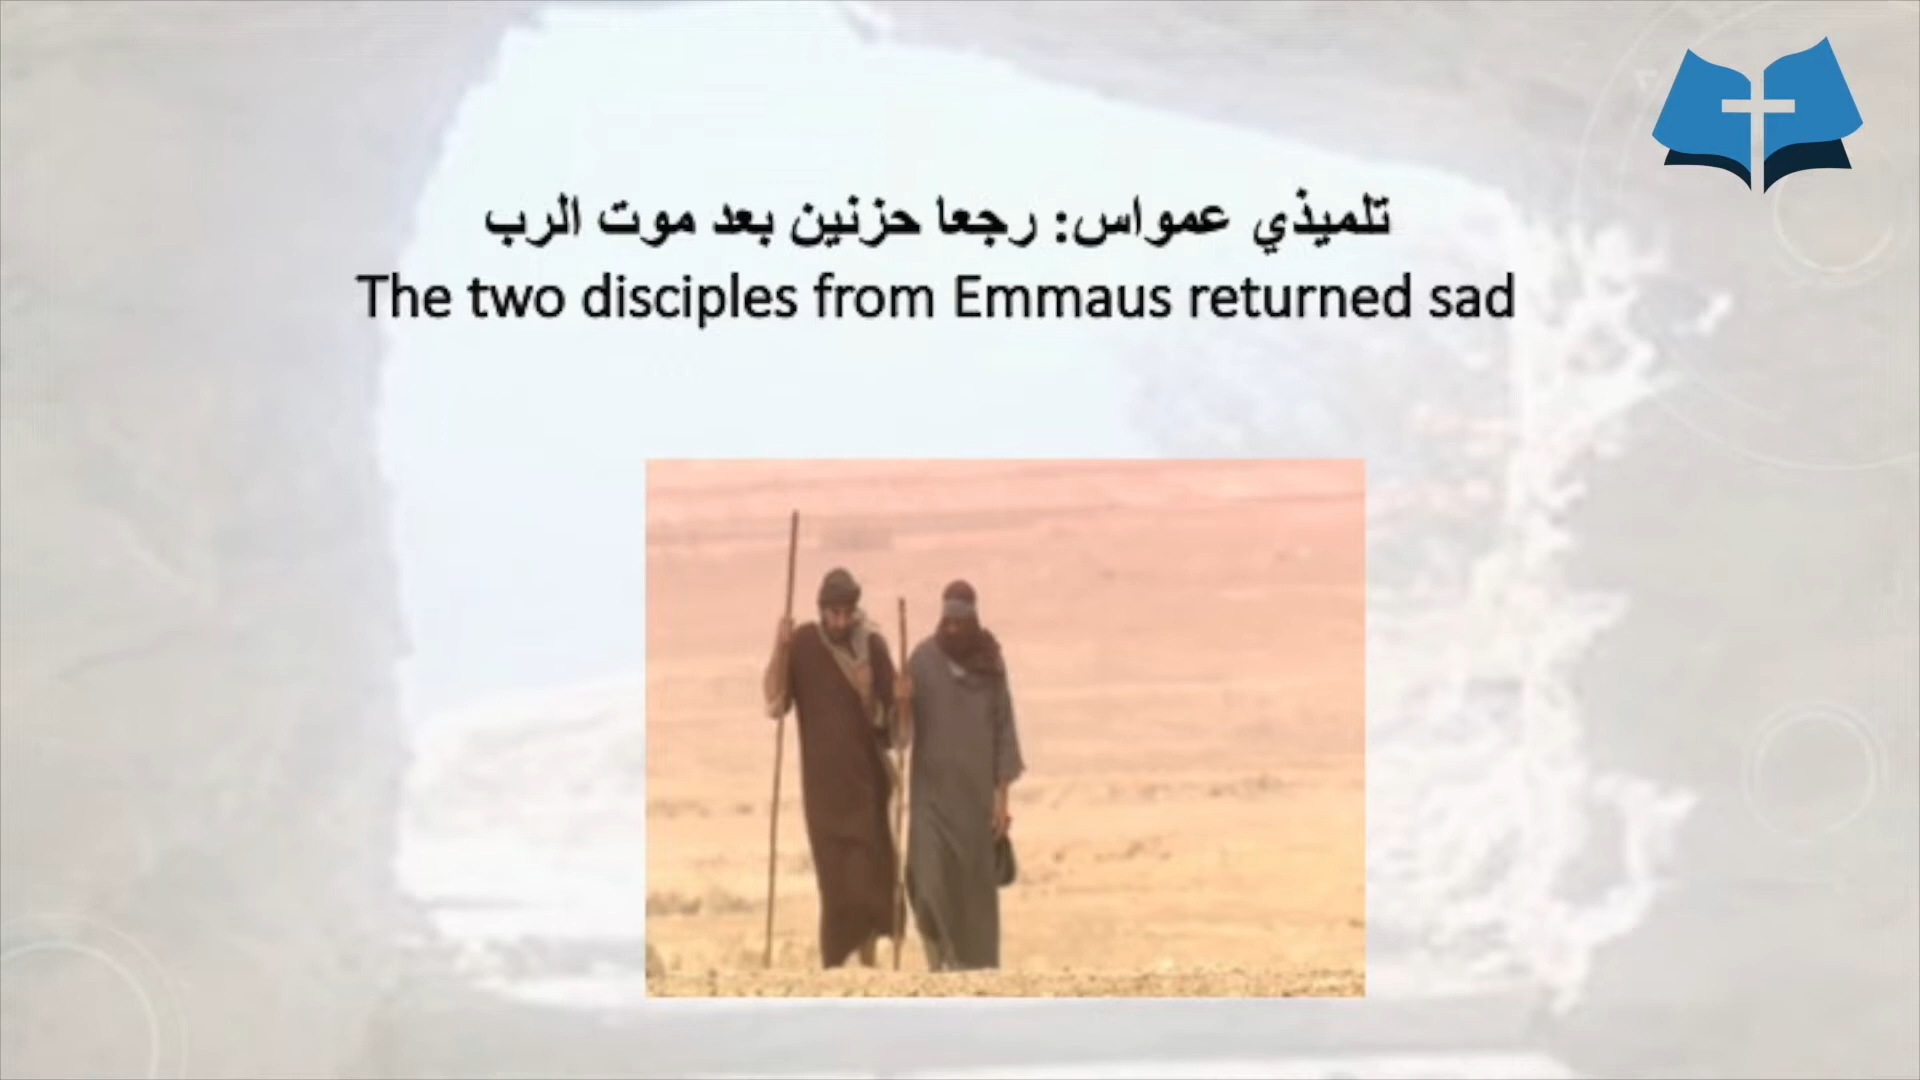 تلميذي عمواس: رجعا حزنين بعد موت الرب
The two disciples from Emmaus returned sad